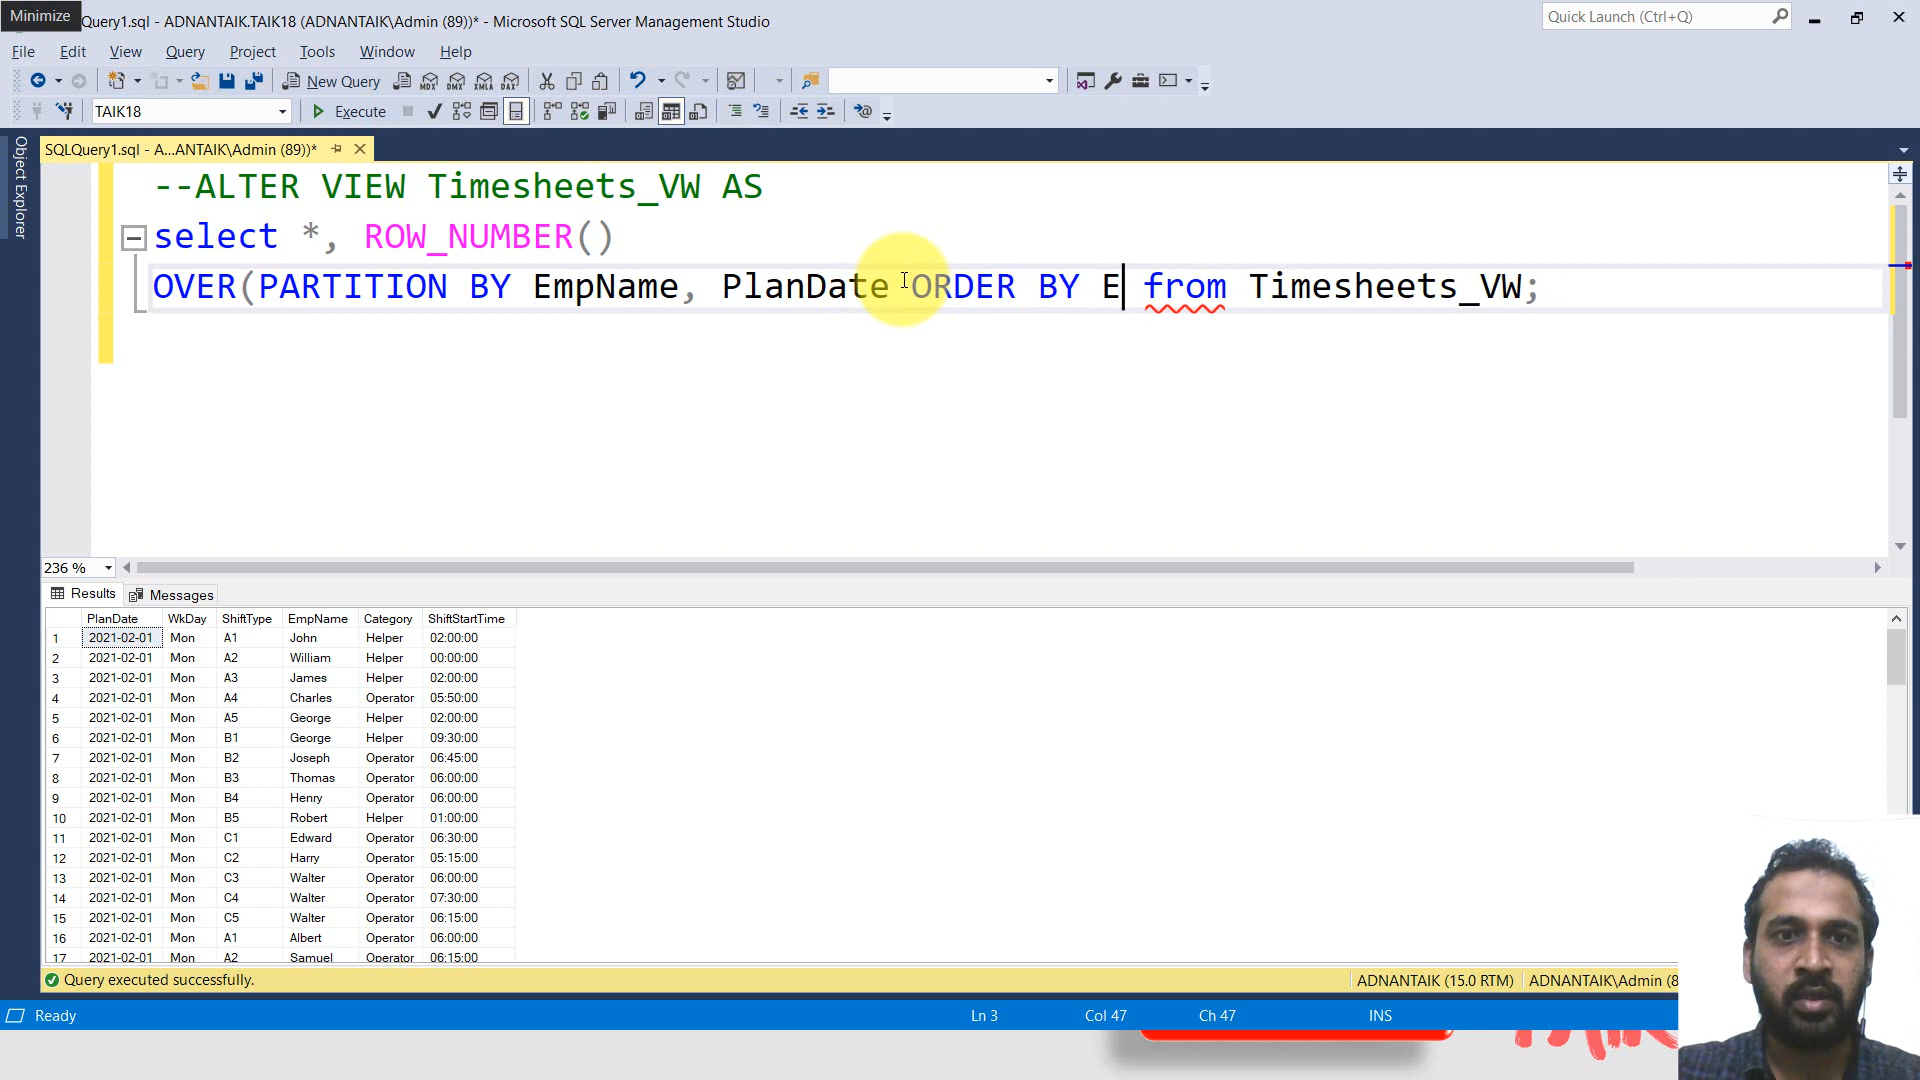 Minimize
Query1.sql - ADNANTAIK.TAIK18 (ADNANTAIK\Admin (89))* - Microsoft SQL Server Management Studio
Quick Launch (Ctrl+Q)
File Edit View Query Project Tools Window Help
New Query
MDX DMX XMLA DAX
TAIK18
Execute
Object Explorer
SQLQuery1.sql - A...ANTAIK\Admin (89))*
--ALTER VIEW Timesheets_VW AS
select *, ROW_NUMBER()
OVER(PARTITION BY EmpName, PlanDate ORDER BY E from Timesheets_VW;
236 %
Results Messages
PlanDate WkDay ShiftType EmpName Category ShiftStartTime
1 2021-02-01 Mon A1 John Helper 02:00:00
2 2021-02-01 Mon A2 William Helper 00:00:00
3 2021-02-01 Mon A3 James Helper 02:00:00
4 2021-02-01 Mon A4 Charles Operator 05:50:00
5 2021-02-01 Mon A5 George Helper 02:00:00
6 2021-02-01 Mon B1 George Helper 09:30:00
7 2021-02-01 Mon B2 Joseph Operator 06:45:00
8 2021-02-01 Mon B3 Thomas Operator 06:00:00
9 2021-02-01 Mon B4 Henry Operator 06:00:00
10 2021-02-01 Mon B5 Robert Helper 01:00:00
11 2021-02-01 Mon C1 Edward Operator 06:30:00
12 2021-02-01 Mon C2 Harry Operator 05:15:00
13 2021-02-01 Mon C3 Walter Operator 06:00:00
14 2021-02-01 Mon C4 Walter Operator 07:30:00
15 2021-02-01 Mon C5 Walter Operator 06:15:00
16 2021-02-01 Mon A1 Albert Operator 06:00:00
17 2021-02-01 Mon A2 Samuel Operator 06:15:00
Query executed successfully.
ADNANTAIK (15.0 RTM) ADNANTAIK\Admin (8
Ready Ln 3 Col 47 Ch 47 INS